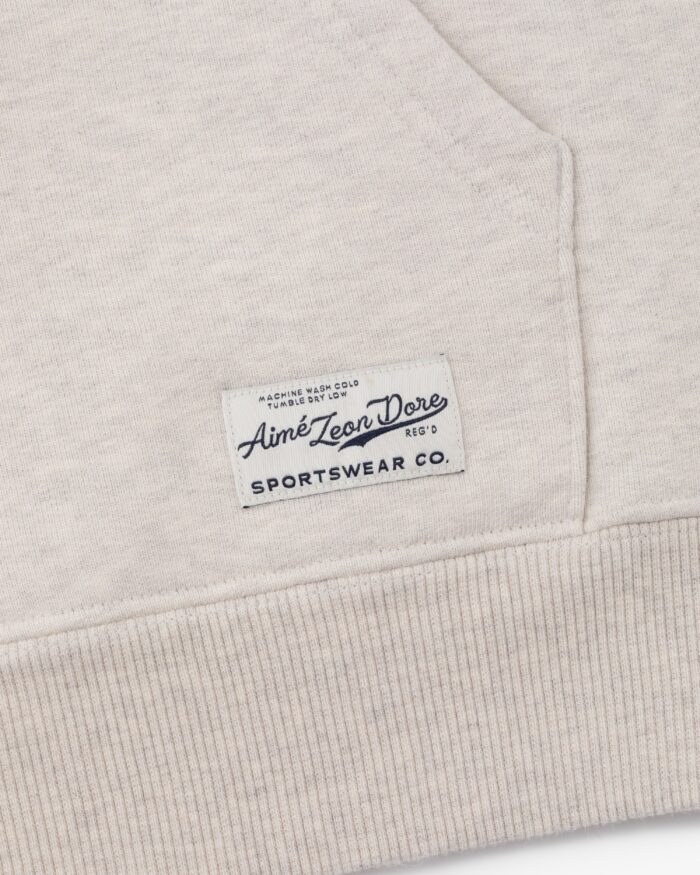 MACHINE WASH COLD
TUMBLE DRY LOW
Aimé Leon Dore
REG'D
SPORTSWEAR CO.